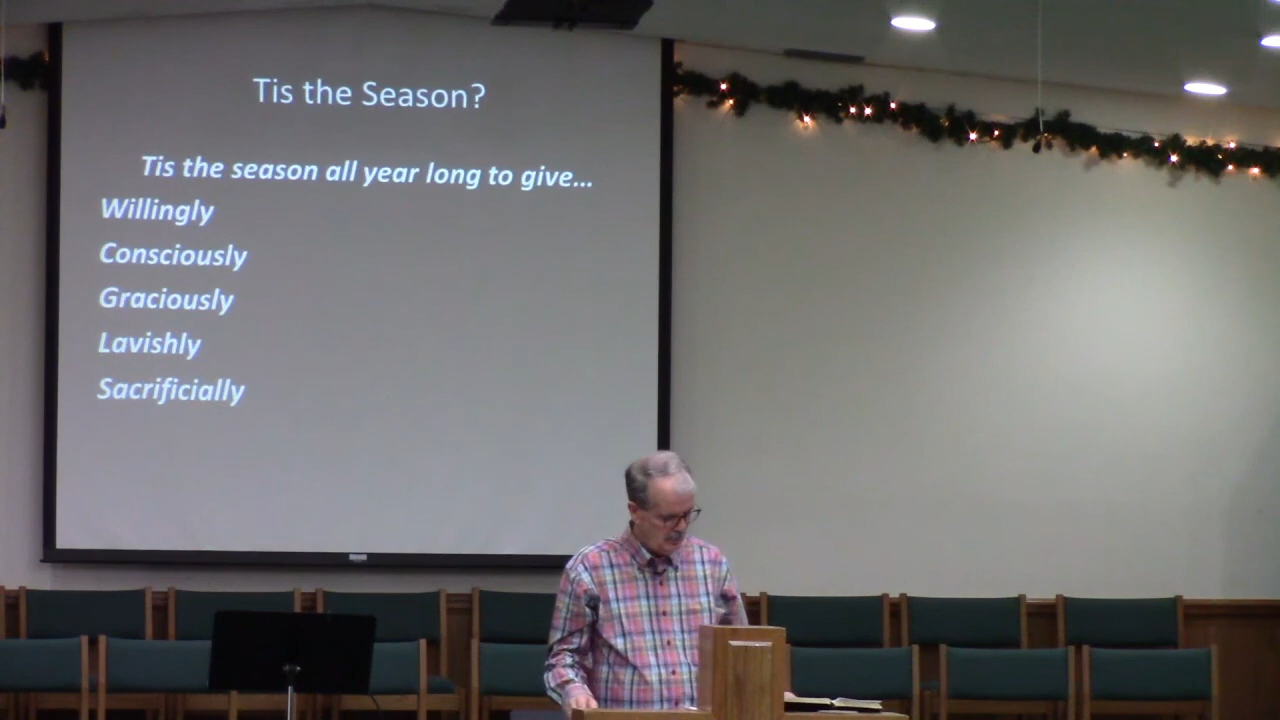 Tis the Season?
Tis the season all year long to give...
Willingly
Consciously
Graciously
Lavishly
Sacrificially